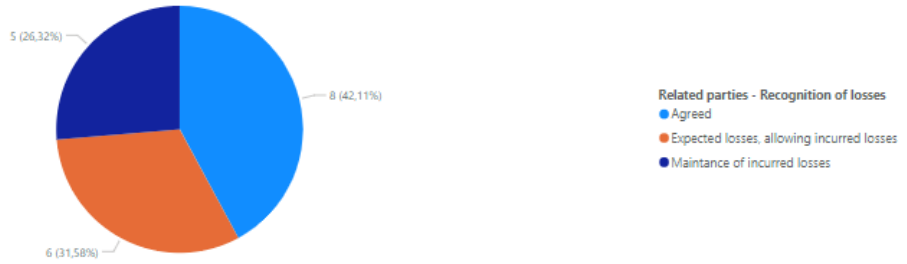 5 (26,32%)
8 (42,11%)
6 (31,58%)
Related parties - Recognition of losses
Agreed
Expected losses, allowing incurred losses
Maintance of incurred losses